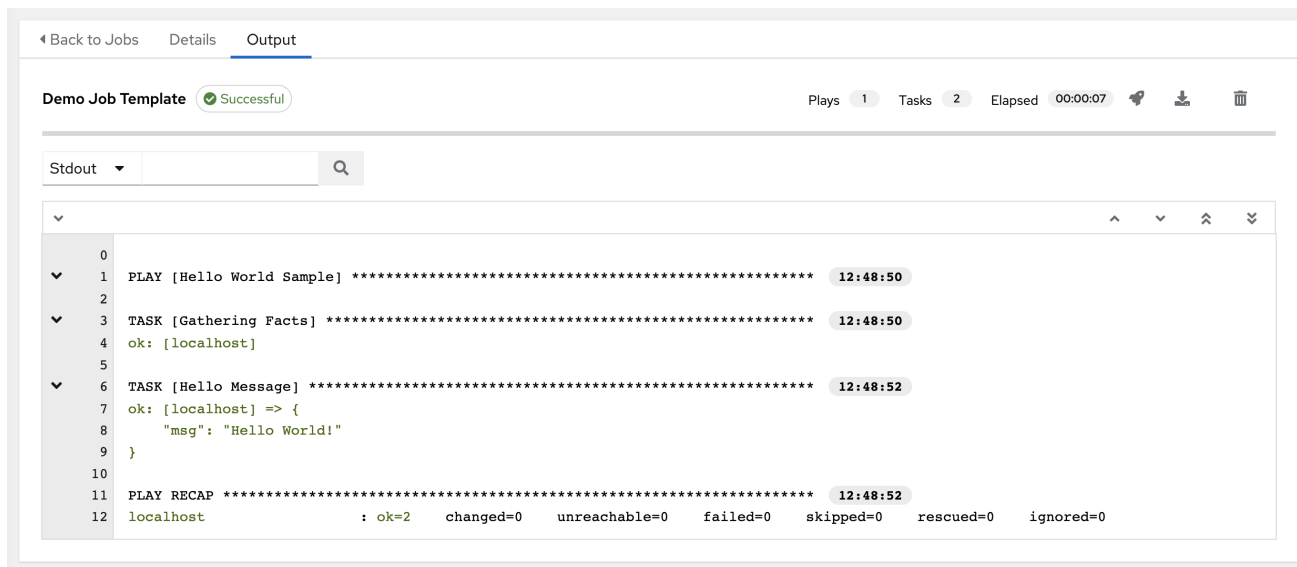 Back to Jobs Details Output
Demo Job Template Successful Plays 1 Tasks 2 Elapsed 00:00:07
Stdout
0
1 PLAY [Hello World Sample] ****************************************************** 12:48:50
2
3 TASK [Gathering Facts] ********************************************************* 12:48:50
4 ok: [localhost]
5
6 TASK [Hello Message] *********************************************************** 12:48:52
7 ok: [localhost] => {
8 "msg": "Hello World!"
9 }
10
11 PLAY RECAP ********************************************************************* 12:48:52
12 localhost : ok=2 changed=0 unreachable=0 failed=0 skipped=0 rescued=0 ignored=0